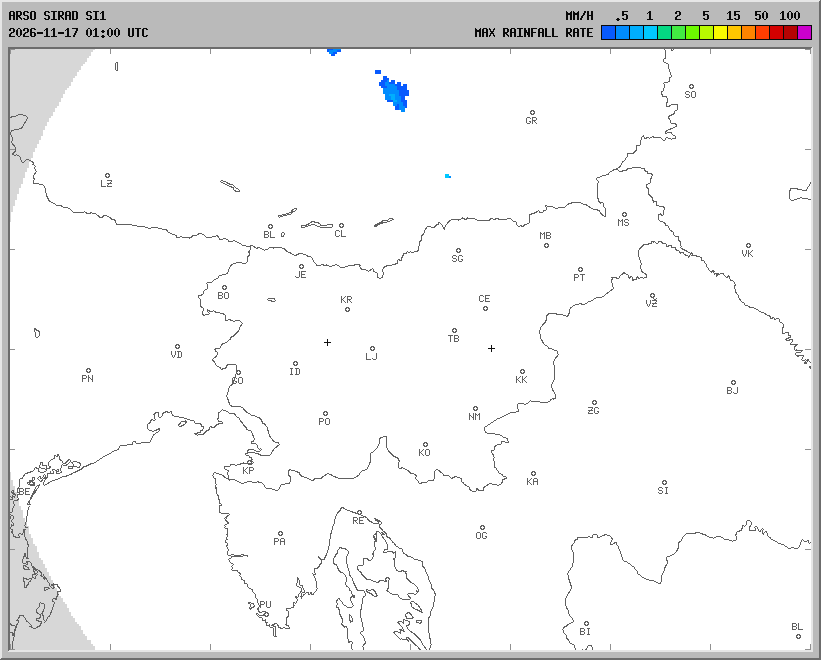 ARSO SIRAD SI1
2026-11-17 01:00 UTC
MM/H .5 1 2 5 15 50 100
MAX RAINFALL RATE
SO
GR
LZ
MS
BL
CL
MB
VK
SG
JE
PT
BO
KR
CE
VZ
TB
VD
LJ
ID
PN
GO
KK
BJ
ZG
NM
PO
KO
KP
KA
BE
SI
RE
OG
PA
PU
BI
BL